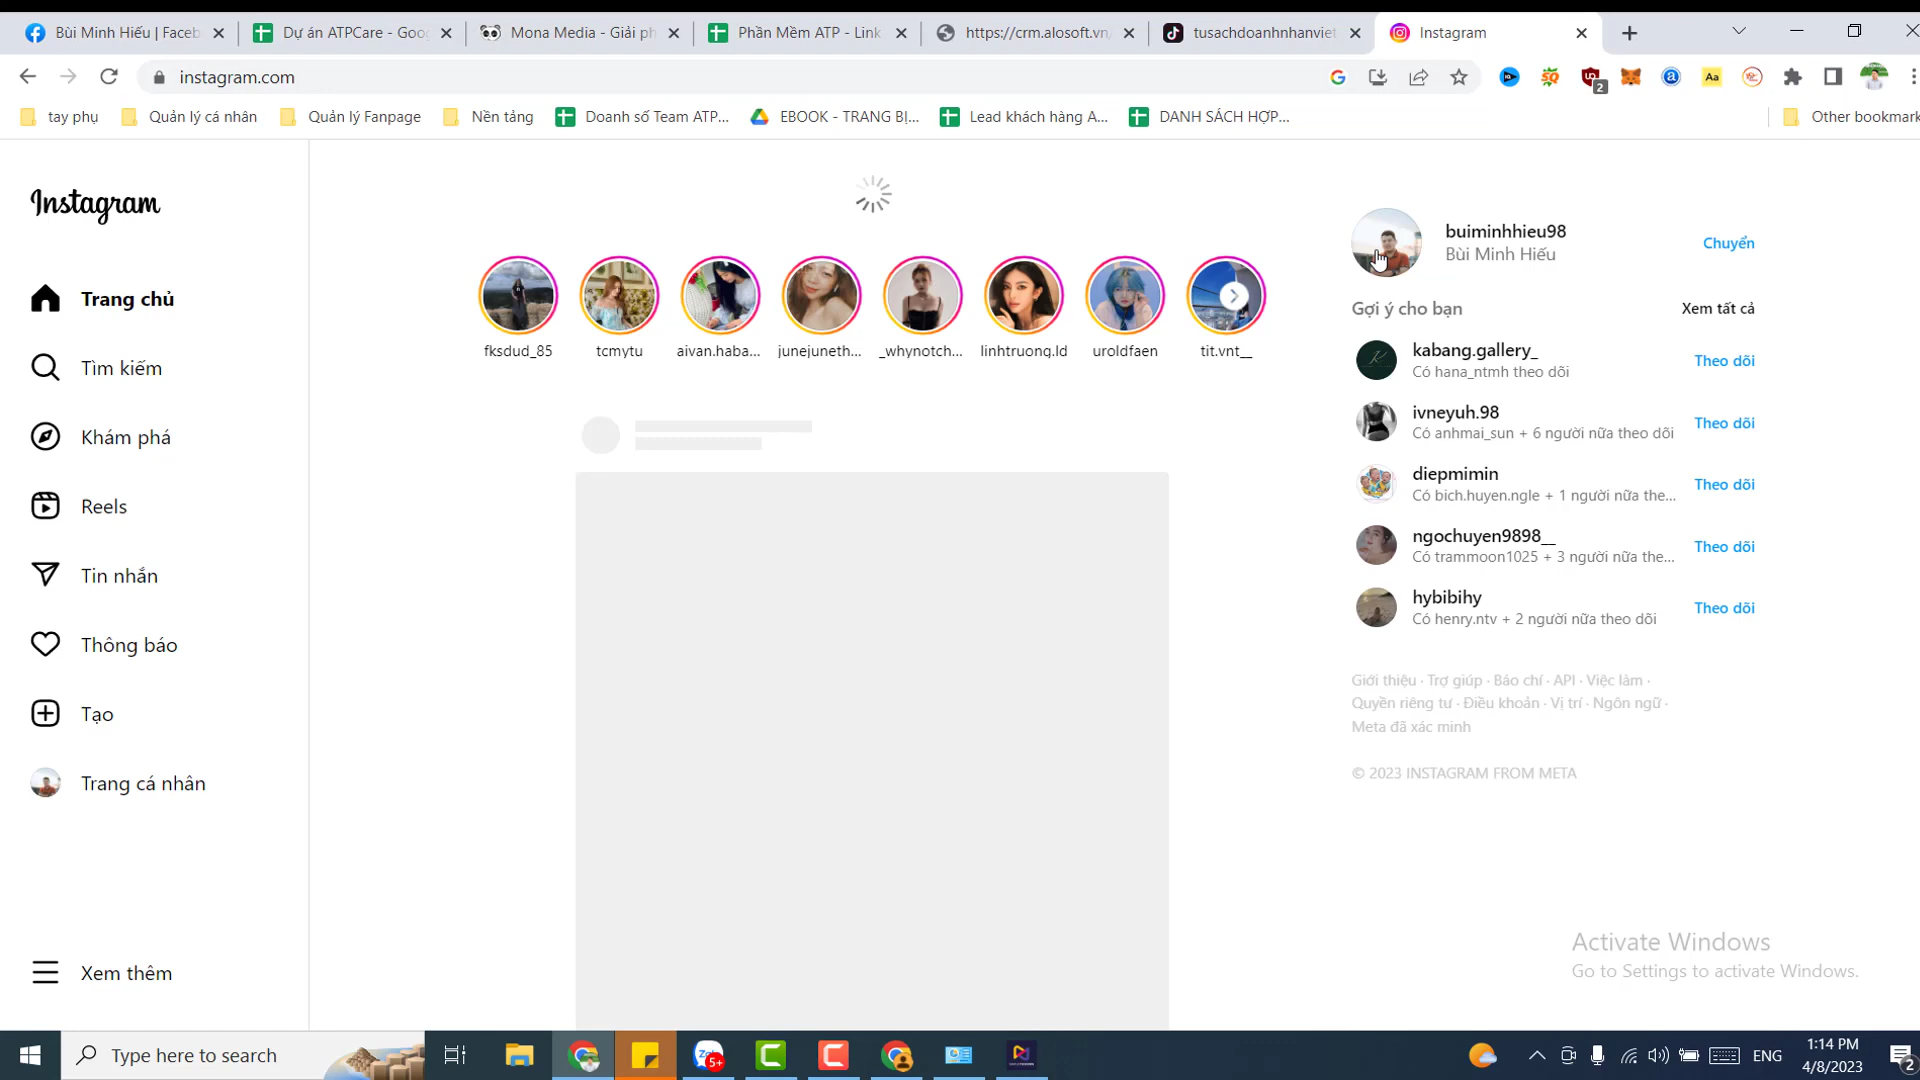 Bùi Minh Hiếu | Faceb
Dự án ATPCare - Goo
Mona Media - Giải ph
Phần Mềm ATP - Link
https://crm.alosoft.vn/
tusachdoanhnhanviet
Instagram
instagram.com
2
Aa
tay phụ
Quản lý cá nhân
Quản lý Fanpage
Nền tảng
Doanh số Team ATP...
EBOOK - TRANG BỊ...
Lead khách hàng A...
DANH SÁCH HỢP...
Other bookmark
Instagram
Trang chủ
Tìm kiếm
Khám phá
Reels
Tin nhắn
Thông báo
Tạo
Trang cá nhân
Xem thêm
fksdud_85
tcmytu
aivan.haba...
junejuneth...
_whynotch...
linhtruong.ld
uroldfaen
tit.vnt__
buiminhhieu98
Bùi Minh Hiếu
Chuyển
Gợi ý cho bạn
Xem tất cả
kabang.gallery_
Có hana_ntmh theo dõi
Theo dõi
ivneyuh.98
Có anhmai_sun + 6 người nữa theo dõi
Theo dõi
diepmimin
Có bich.huyen.ngle + 1 người nữa the...
Theo dõi
ngochuyen9898__
Có trammoon1025 + 3 người nữa the...
Theo dõi
hybibihy
Có henry.ntv + 2 người nữa theo dõi
Theo dõi
Giới thiệu · Trợ giúp · Báo chí · API · Việc làm ·
Quyền riêng tư · Điều khoản · Vị trí · Ngôn ngữ ·
Meta đã xác minh
© 2023 INSTAGRAM FROM META
Activate Windows
Go to Settings to activate Windows.
Type here to search
5+
ENG
1:14 PM
4/8/2023
2